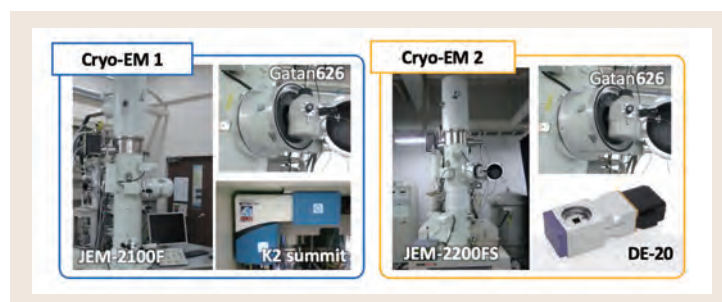 Cryo-EM 1
Gatan626
JEM-2100F
K2 summit
Cryo-EM 2
Gatan626
JEM-2200FS
DE-20